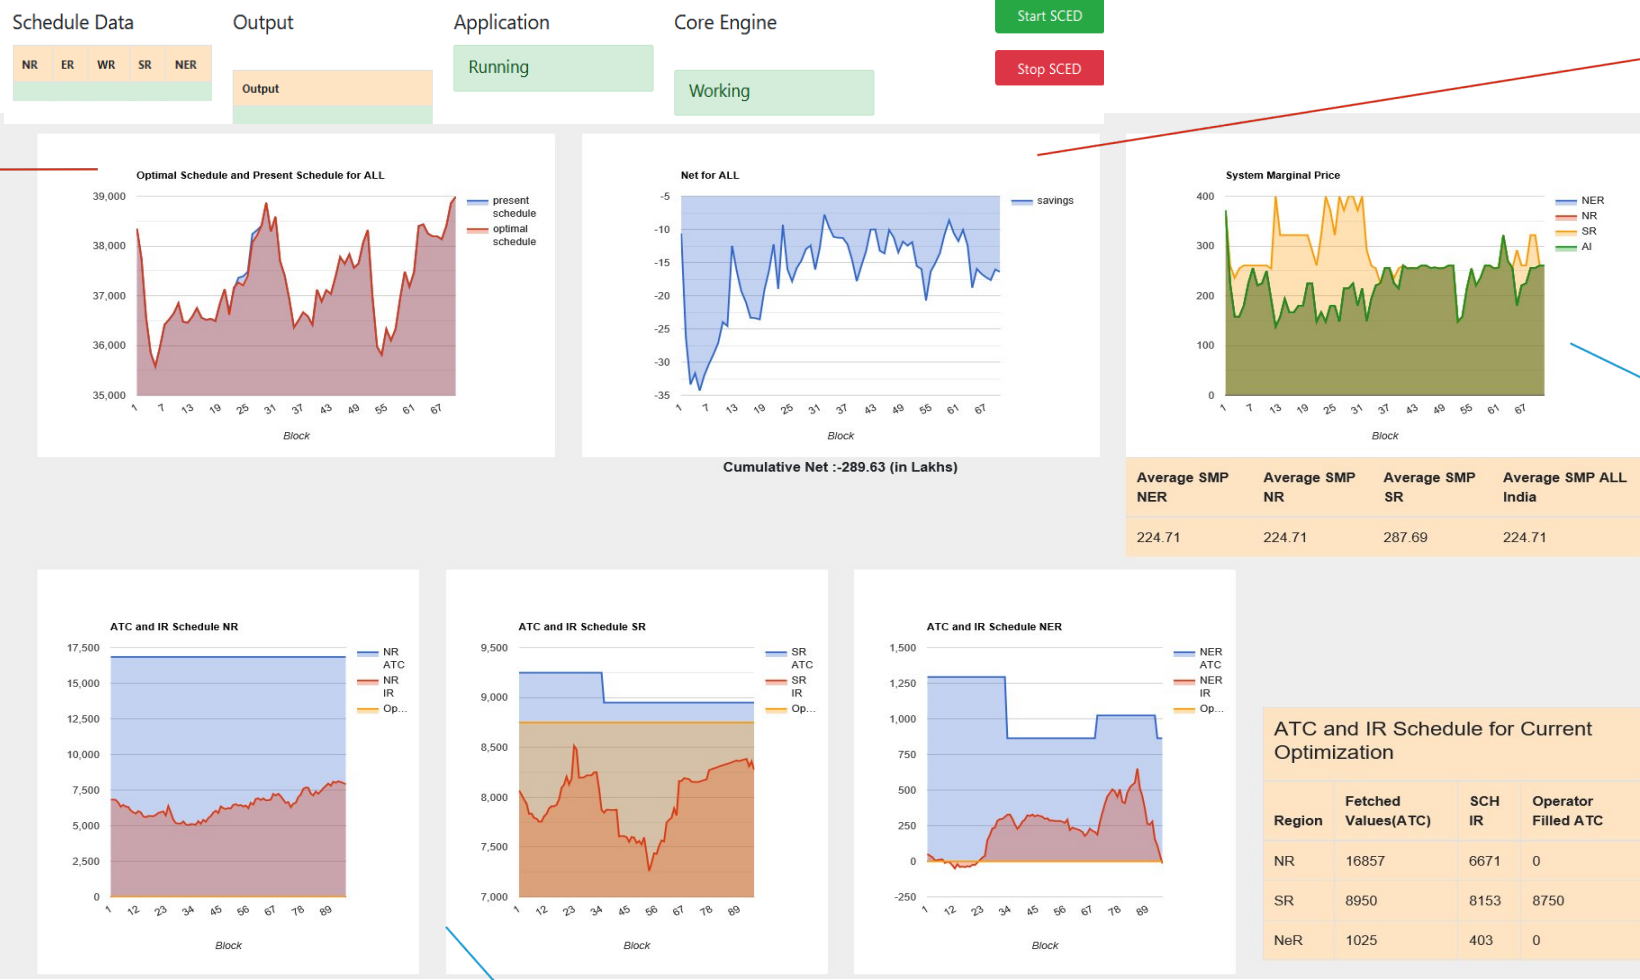 Schedule Data
Output
Application
Core Engine
Start SCED
NR ER WR SR NER
Output
Running
Working
Stop SCED
Optimal Schedule and Present Schedule for ALL
39,000
38,000
37,000
36,000
35,000
present
schedule
optimal
schedule
1 7 13 19 25 31 37 43 49 55 61 67
Block
Net for ALL
-5
-10
-15
-20
-25
-30
-35
savings
1 7 13 19 25 31 37 43 49 55 61 67
Block
Cumulative Net :-289.63 (in Lakhs)
System Marginal Price
400
300
200
100
0
NER
NR
SR
AI
1 7 13 19 25 31 37 43 49 55 61 67
Block
Average SMP
NER
Average SMP
NR
Average SMP
SR
Average SMP ALL
India
224.71 224.71 287.69 224.71
ATC and IR Schedule NR
17,500
15,000
12,500
10,000
7,500
5,000
2,500
0
NR
ATC
NR
IR
Op...
1 12 23 34 45 56 67 78 89
Block
ATC and IR Schedule SR
9,500
9,000
8,500
8,000
7,500
7,000
SR
ATC
SR
IR
Op...
1 12 23 34 45 56 67 78 89
Block
ATC and IR Schedule NER
1,500
1,250
1,000
750
500
250
0
-250
NER
ATC
NER
IR
Op...
1 12 23 34 45 56 67 78 89
Block
ATC and IR Schedule for Current
Optimization
Region
Fetched
Values(ATC)
SCH
IR
Operator
Filled ATC
NR 16857 6671 0
SR 8950 8153 8750
NeR 1025 403 0